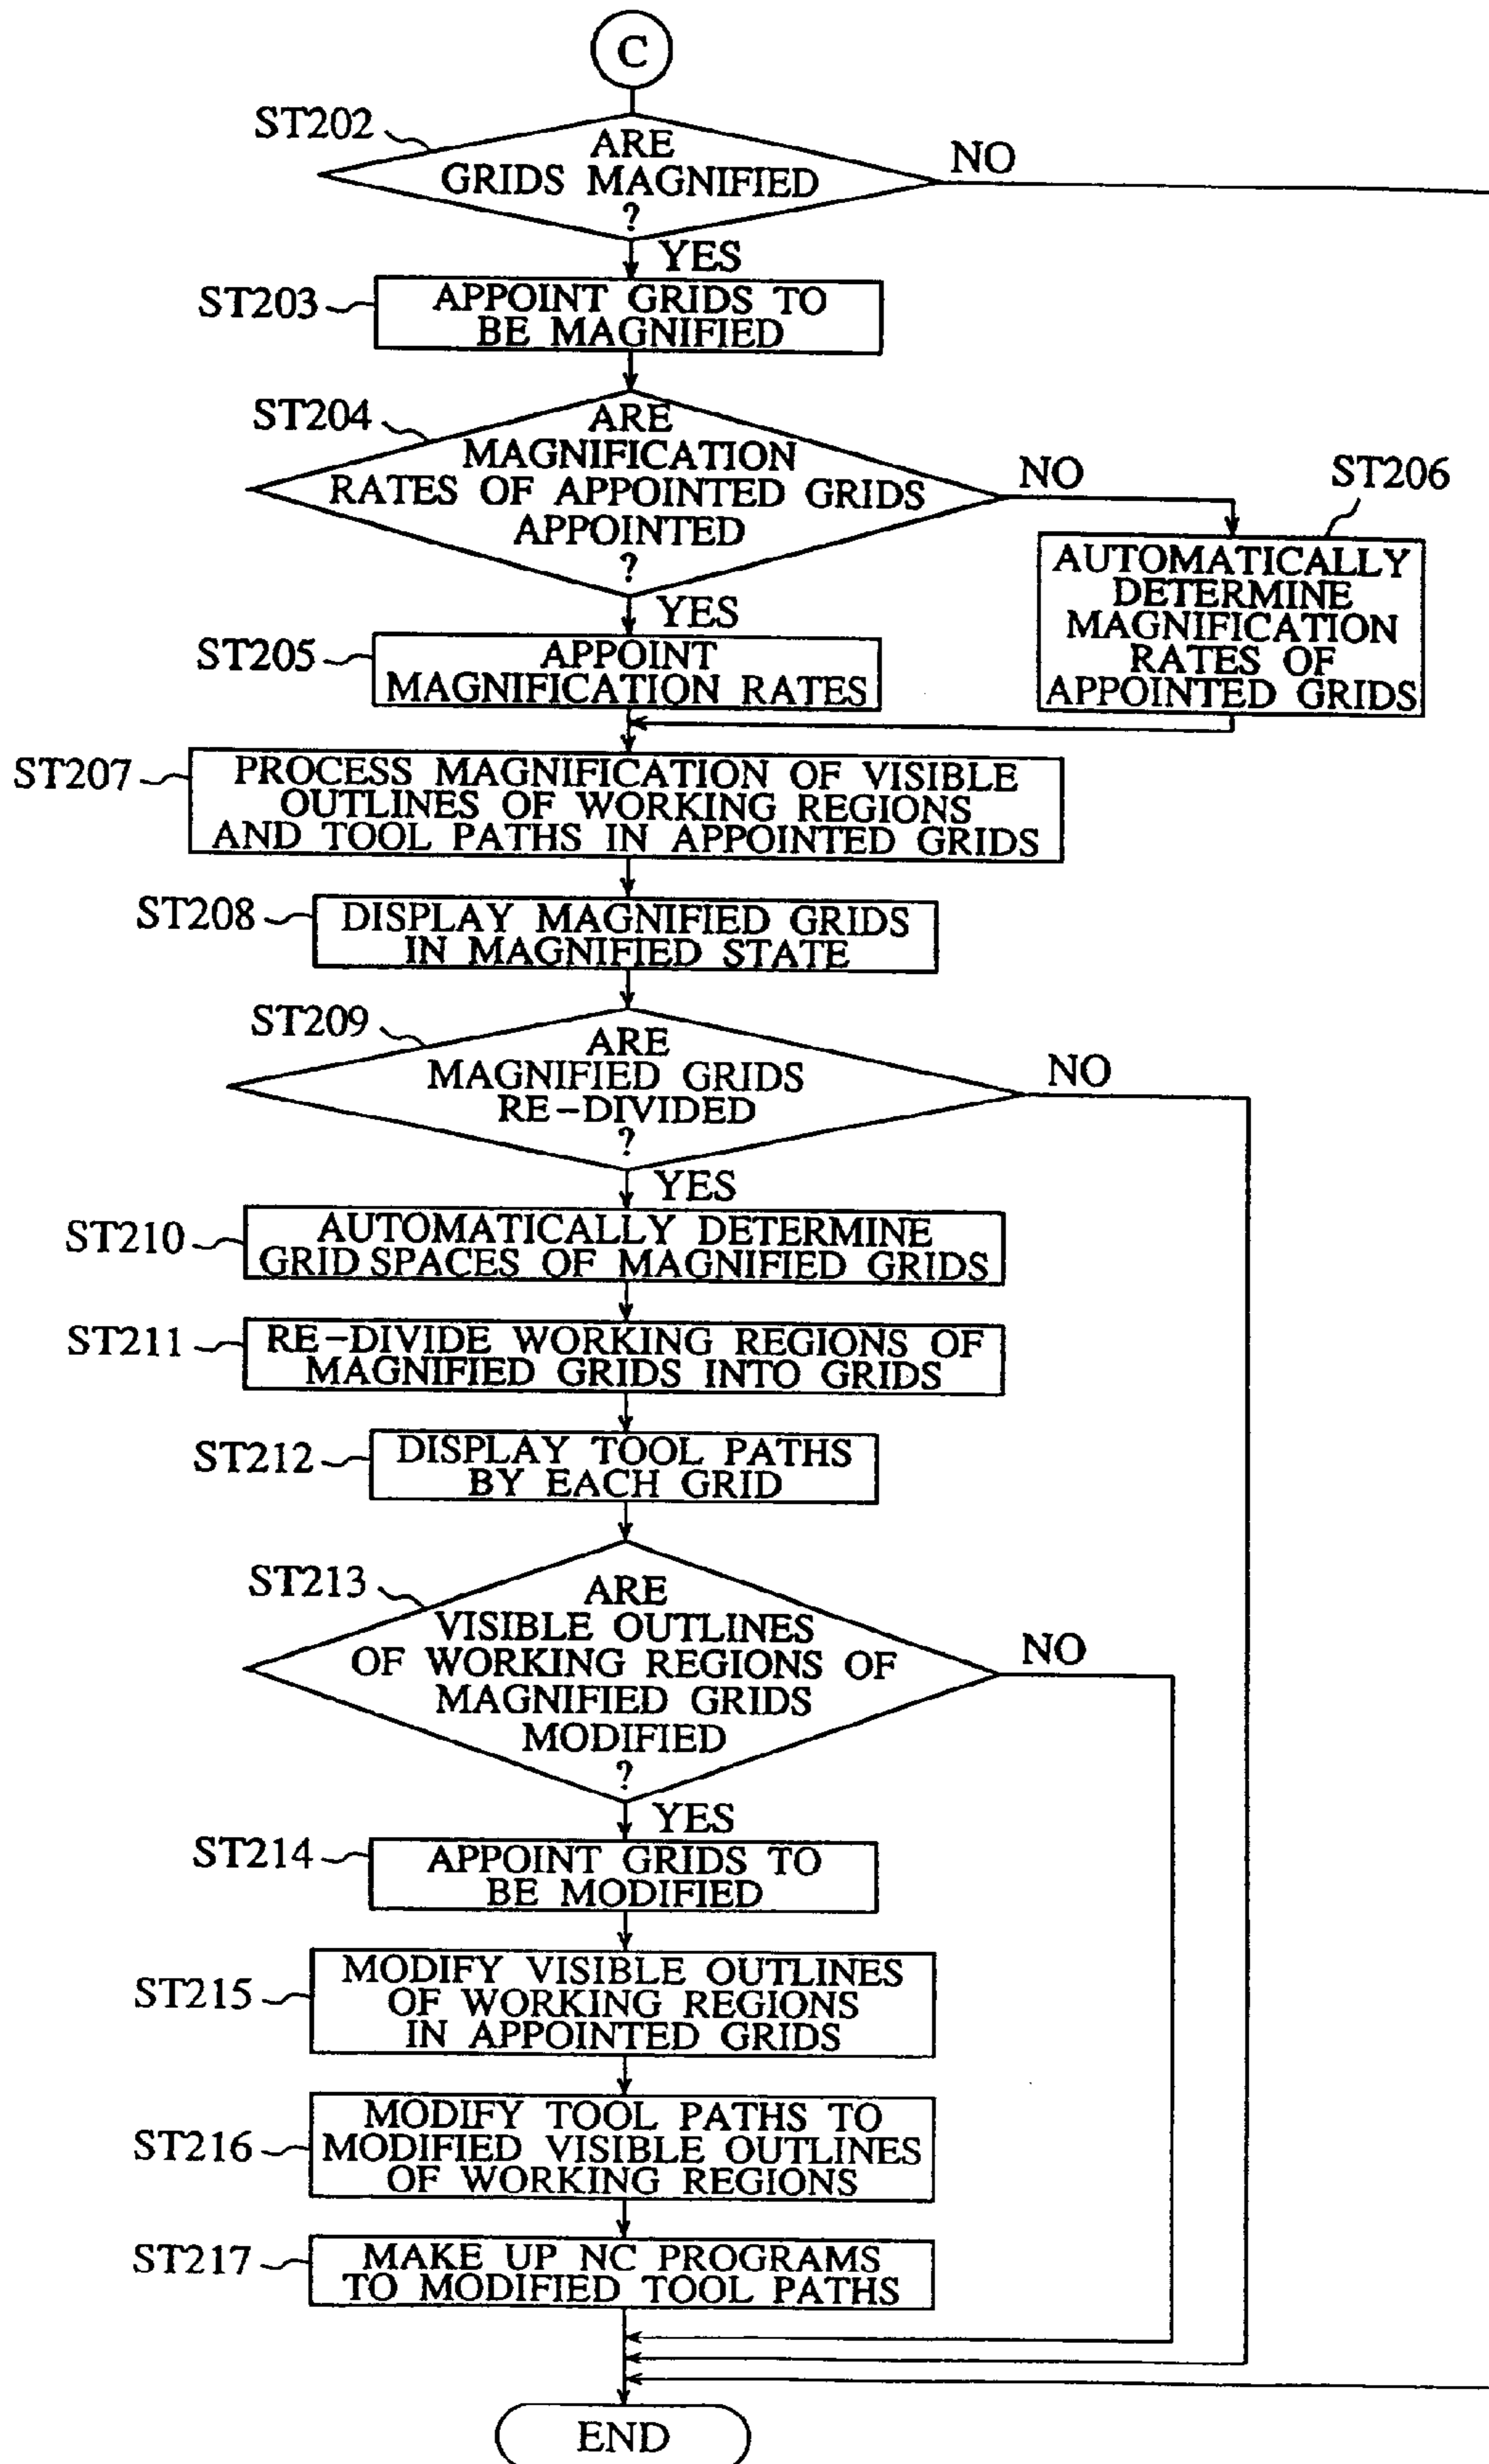 C
ST202
ARE
GRIDS MAGNIFIED
?
NO
YES
ST203
APPOINT GRIDS TO
BE MAGNIFIED
ST204
ARE
MAGNIFICATION
RATES OF APPOINTED GRIDS
APPOINTED
?
NO
ST206
YES
AUTOMATICALLY
DETERMINE
MAGNIFICATION
RATES OF
APPOINTED GRIDS
ST205
APPOINT
MAGNIFICATION RATES
ST207
PROCESS MAGNIFICATION OF VISIBLE
OUTLINES OF WORKING REGIONS
AND TOOL PATHS IN APPOINTED GRIDS
ST208
DISPLAY MAGNIFIED GRIDS
IN MAGNIFIED STATE
ST209
ARE
MAGNIFIED GRIDS
RE-DIVIDED
?
NO
YES
ST210
AUTOMATICALLY DETERMINE
GRID SPACES OF MAGNIFIED GRIDS
ST211
RE-DIVIDE WORKING REGIONS OF
MAGNIFIED GRIDS INTO GRIDS
ST212
DISPLAY TOOL PATHS
BY EACH GRID
ST213
ARE
VISIBLE OUTLINES
OF WORKING REGIONS OF
MAGNIFIED GRIDS
MODIFIED
?
NO
YES
ST214
APPOINT GRIDS TO
BE MODIFIED
ST215
MODIFY VISIBLE OUTLINES
OF WORKING REGIONS
IN APPOINTED GRIDS
ST216
MODIFY TOOL PATHS TO
MODIFIED VISIBLE OUTLINES
OF WORKING REGIONS
ST217
MAKE UP NC PROGRAMS
TO MODIFIED TOOL PATHS
END